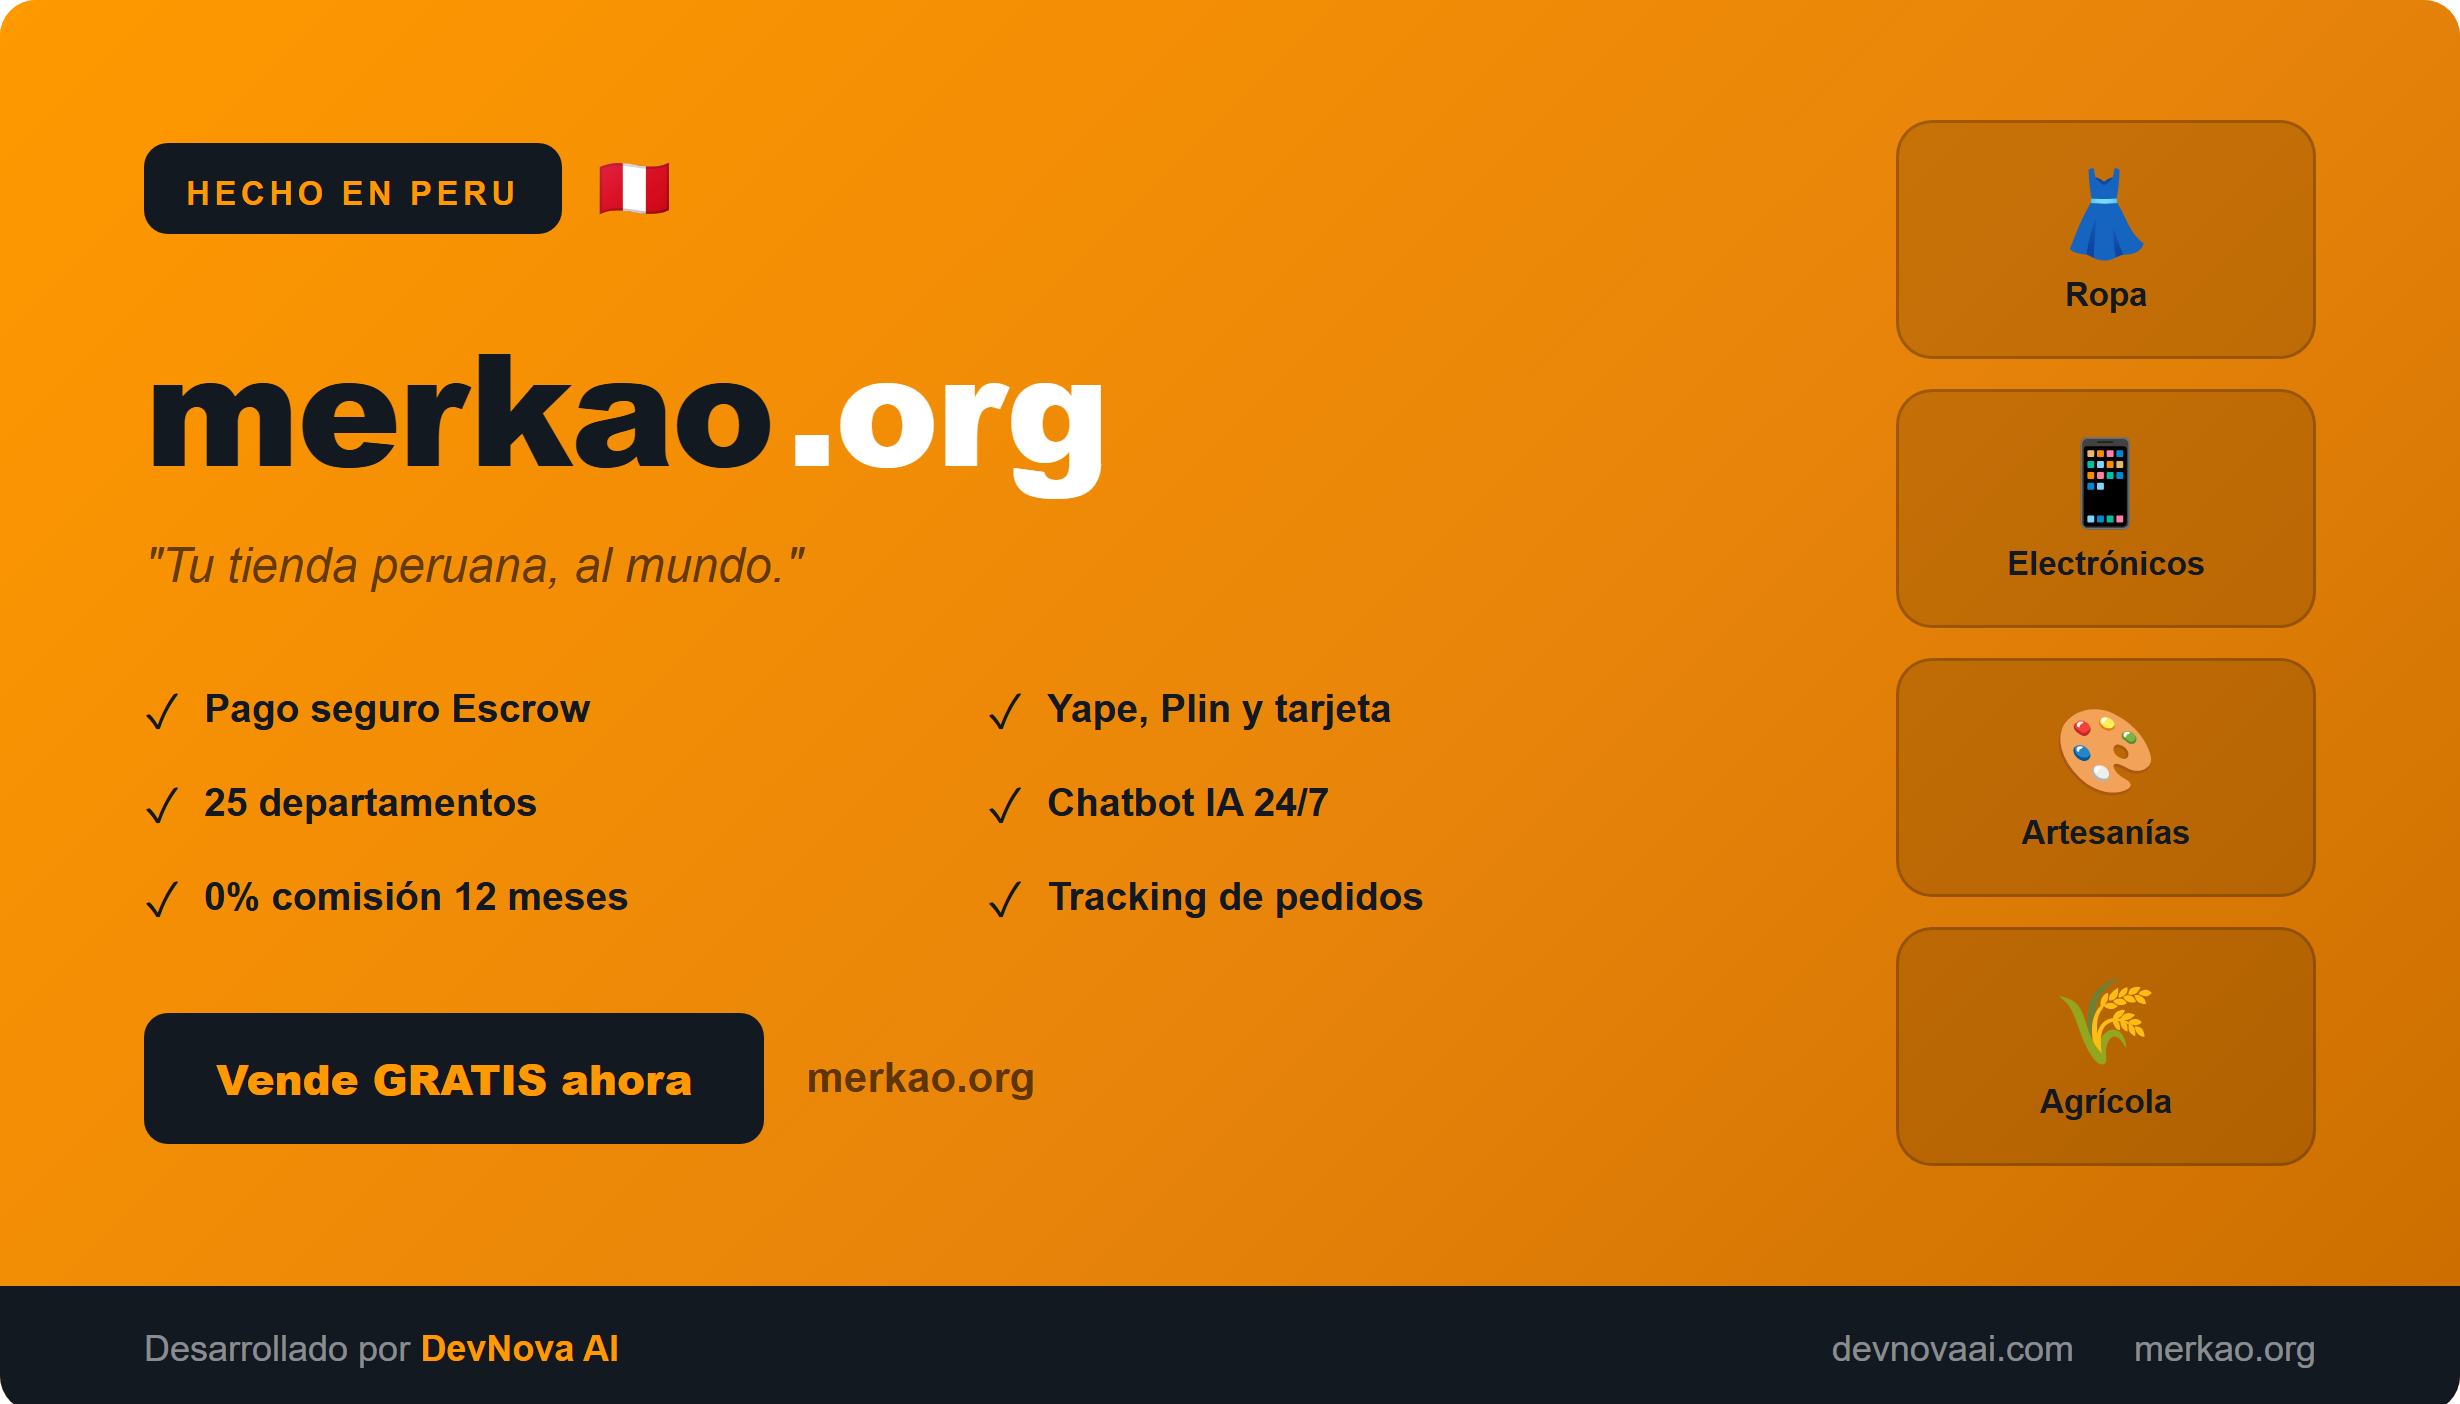 HECHO EN PERU
merkao.org
"Tu tienda peruana, al mundo."
✓ Pago seguro Escrow
✓ Yape, Plin y tarjeta
✓ 25 departamentos
✓ Chatbot IA 24/7
✓ 0% comisión 12 meses
✓ Tracking de pedidos
Vende GRATIS ahora
merkao.org
Ropa
Electrónicos
Artesanías
Agrícola
Desarrollado por DevNova AI
devnovaai.com
merkao.org